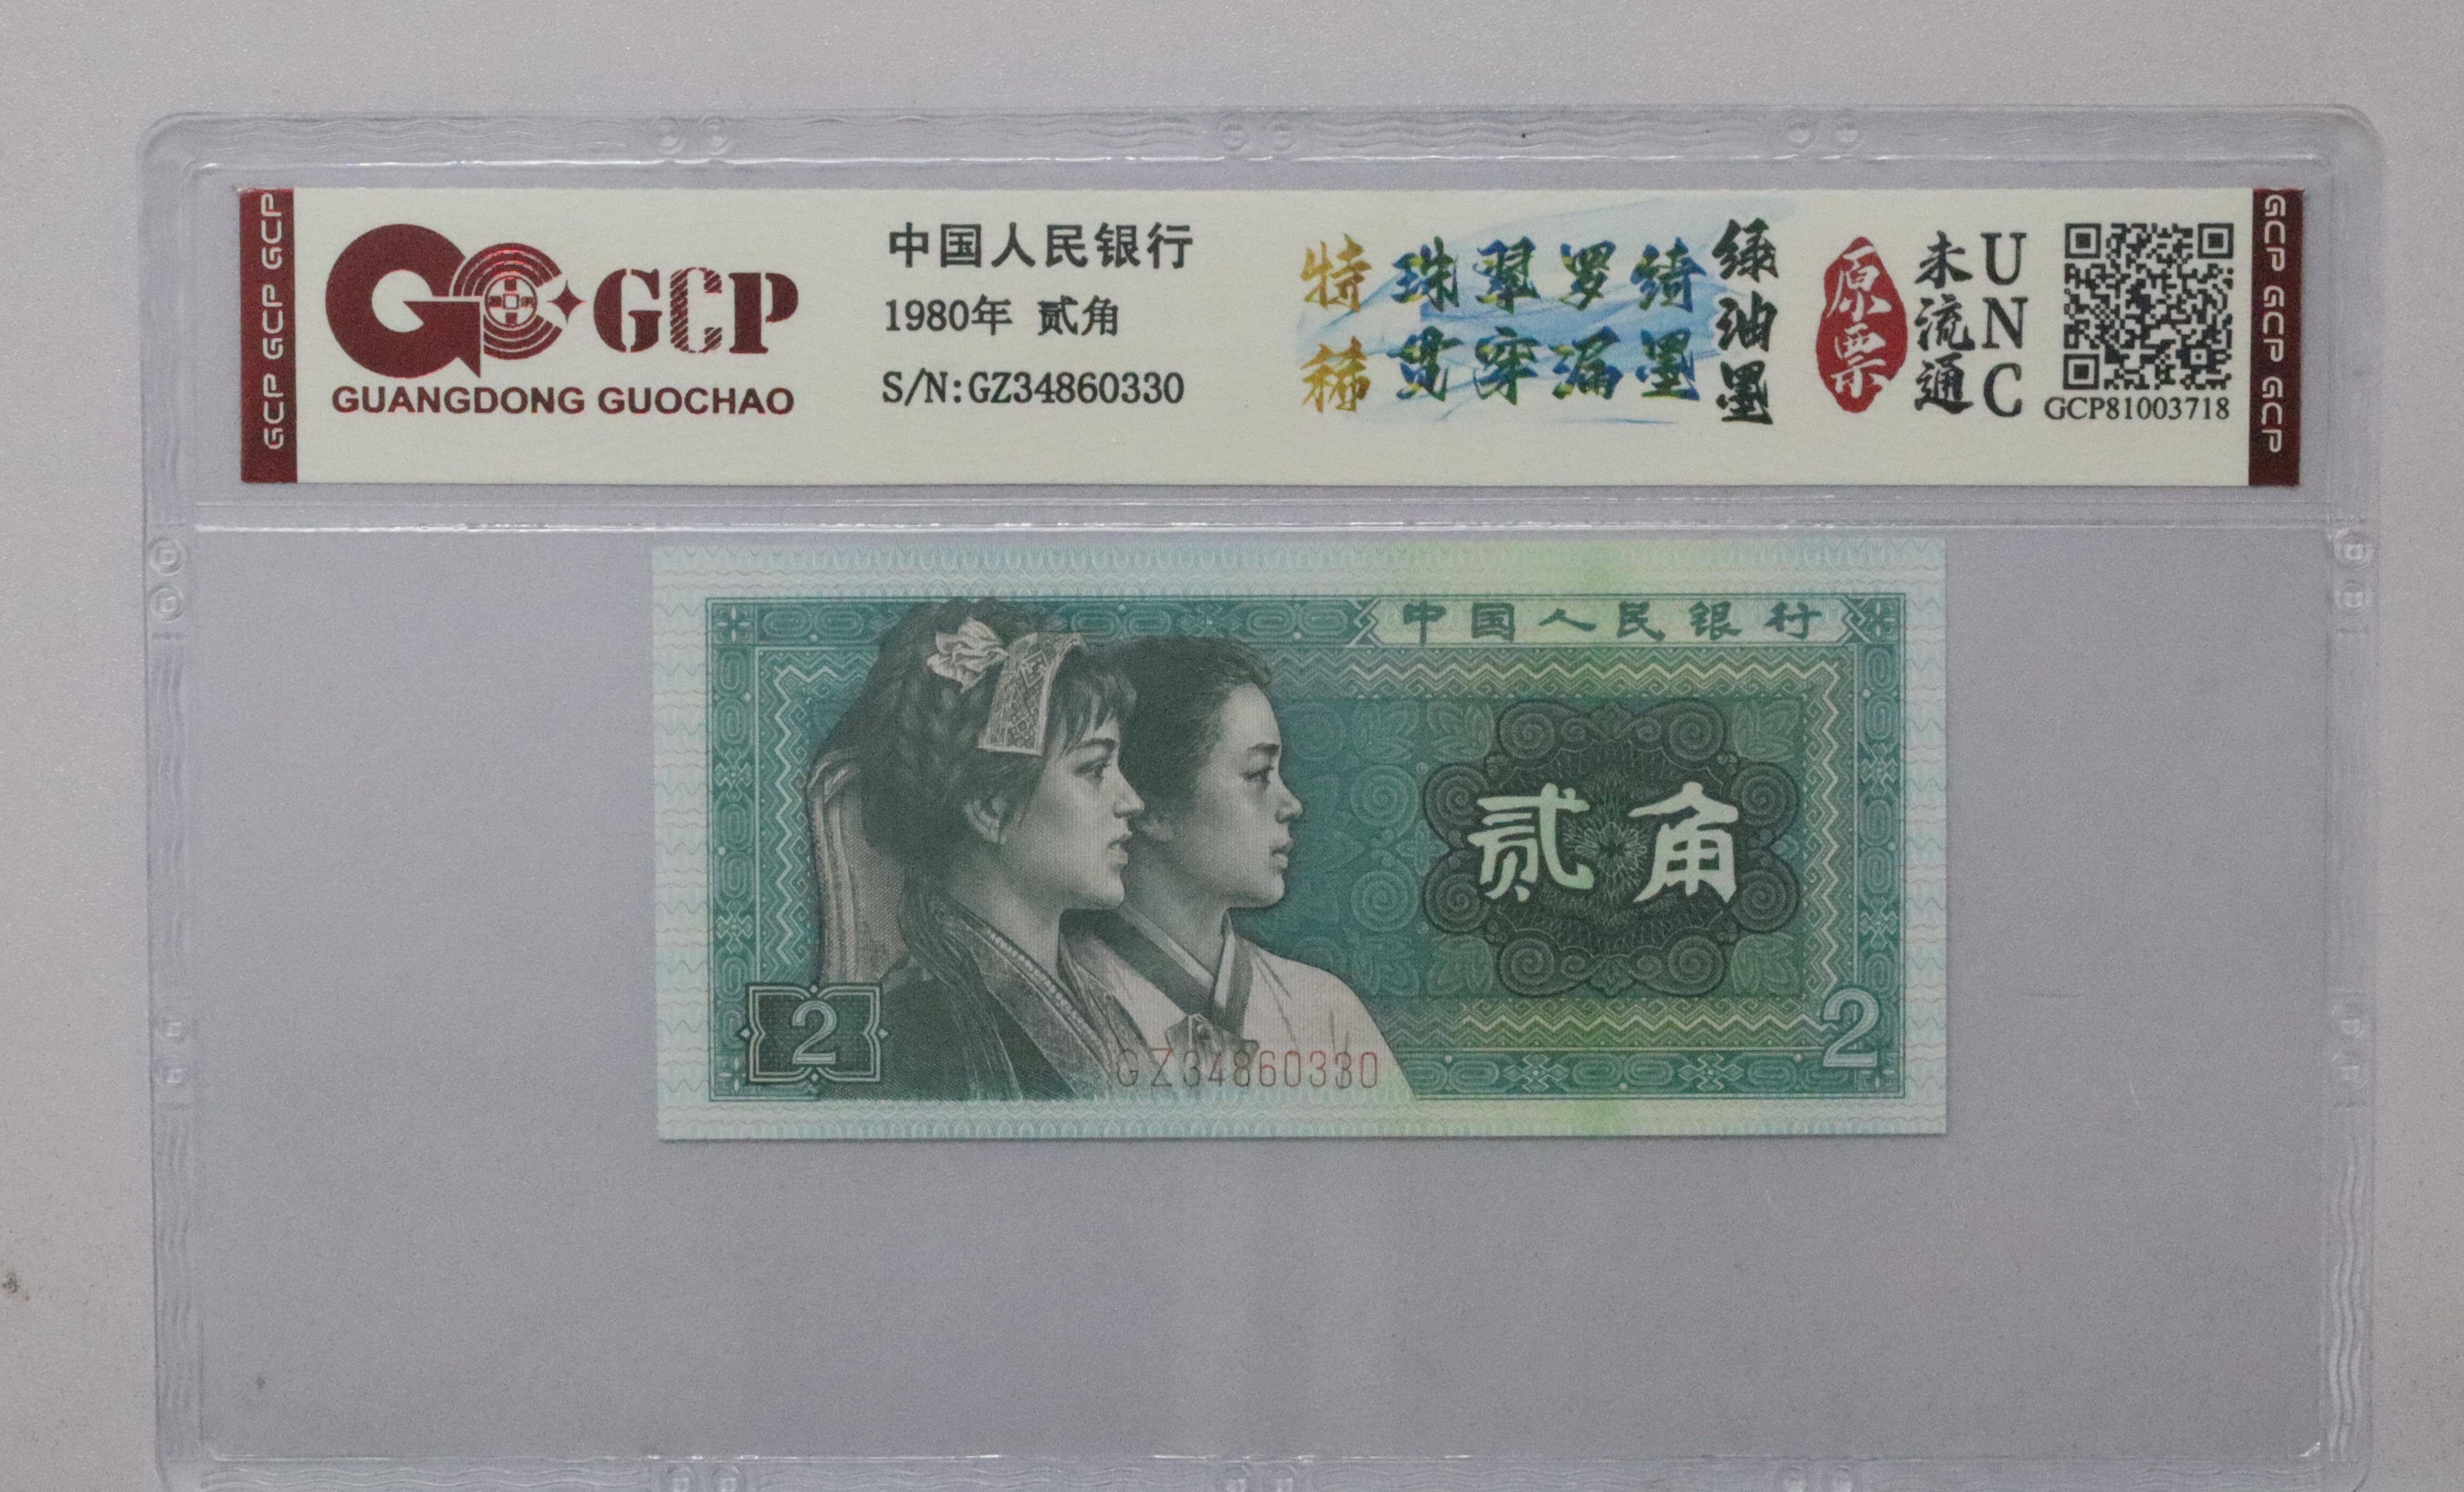 GCP GCP GCP
GCP
GUANGDONG GUOCHAO
中国人民银行
1980年 贰角
S/N:GZ34860330
特稀
珠翠罗绮
贯穿漏墨
绿油墨
原票
未流通
UNC
GCP81003718
GCP GCP GCP
中国人民银行
贰角
2
2
GZ34860330